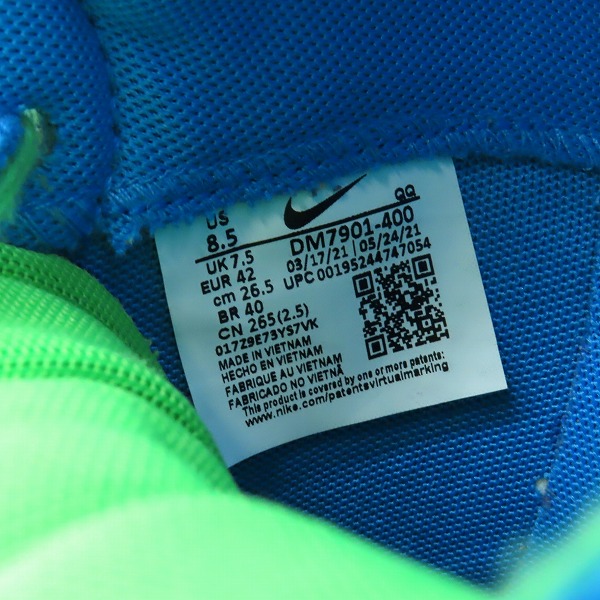 US
8.5
QQ
UK 7.5
DM7901-400
EUR 42
03/17/21 | 05/24/21
cm 26.5
UPC 00195244747054
BR 40
CN 265(2.5)
017Z9E73YS7VK
MADE IN VIETNAM
HECHO EN VIETNAM
FABRIQUE AU VIETNAM
FABRICADO NO VIETNÃ
This product is covered by one or more patents:
www.nike.com/patentsvirtualmarking